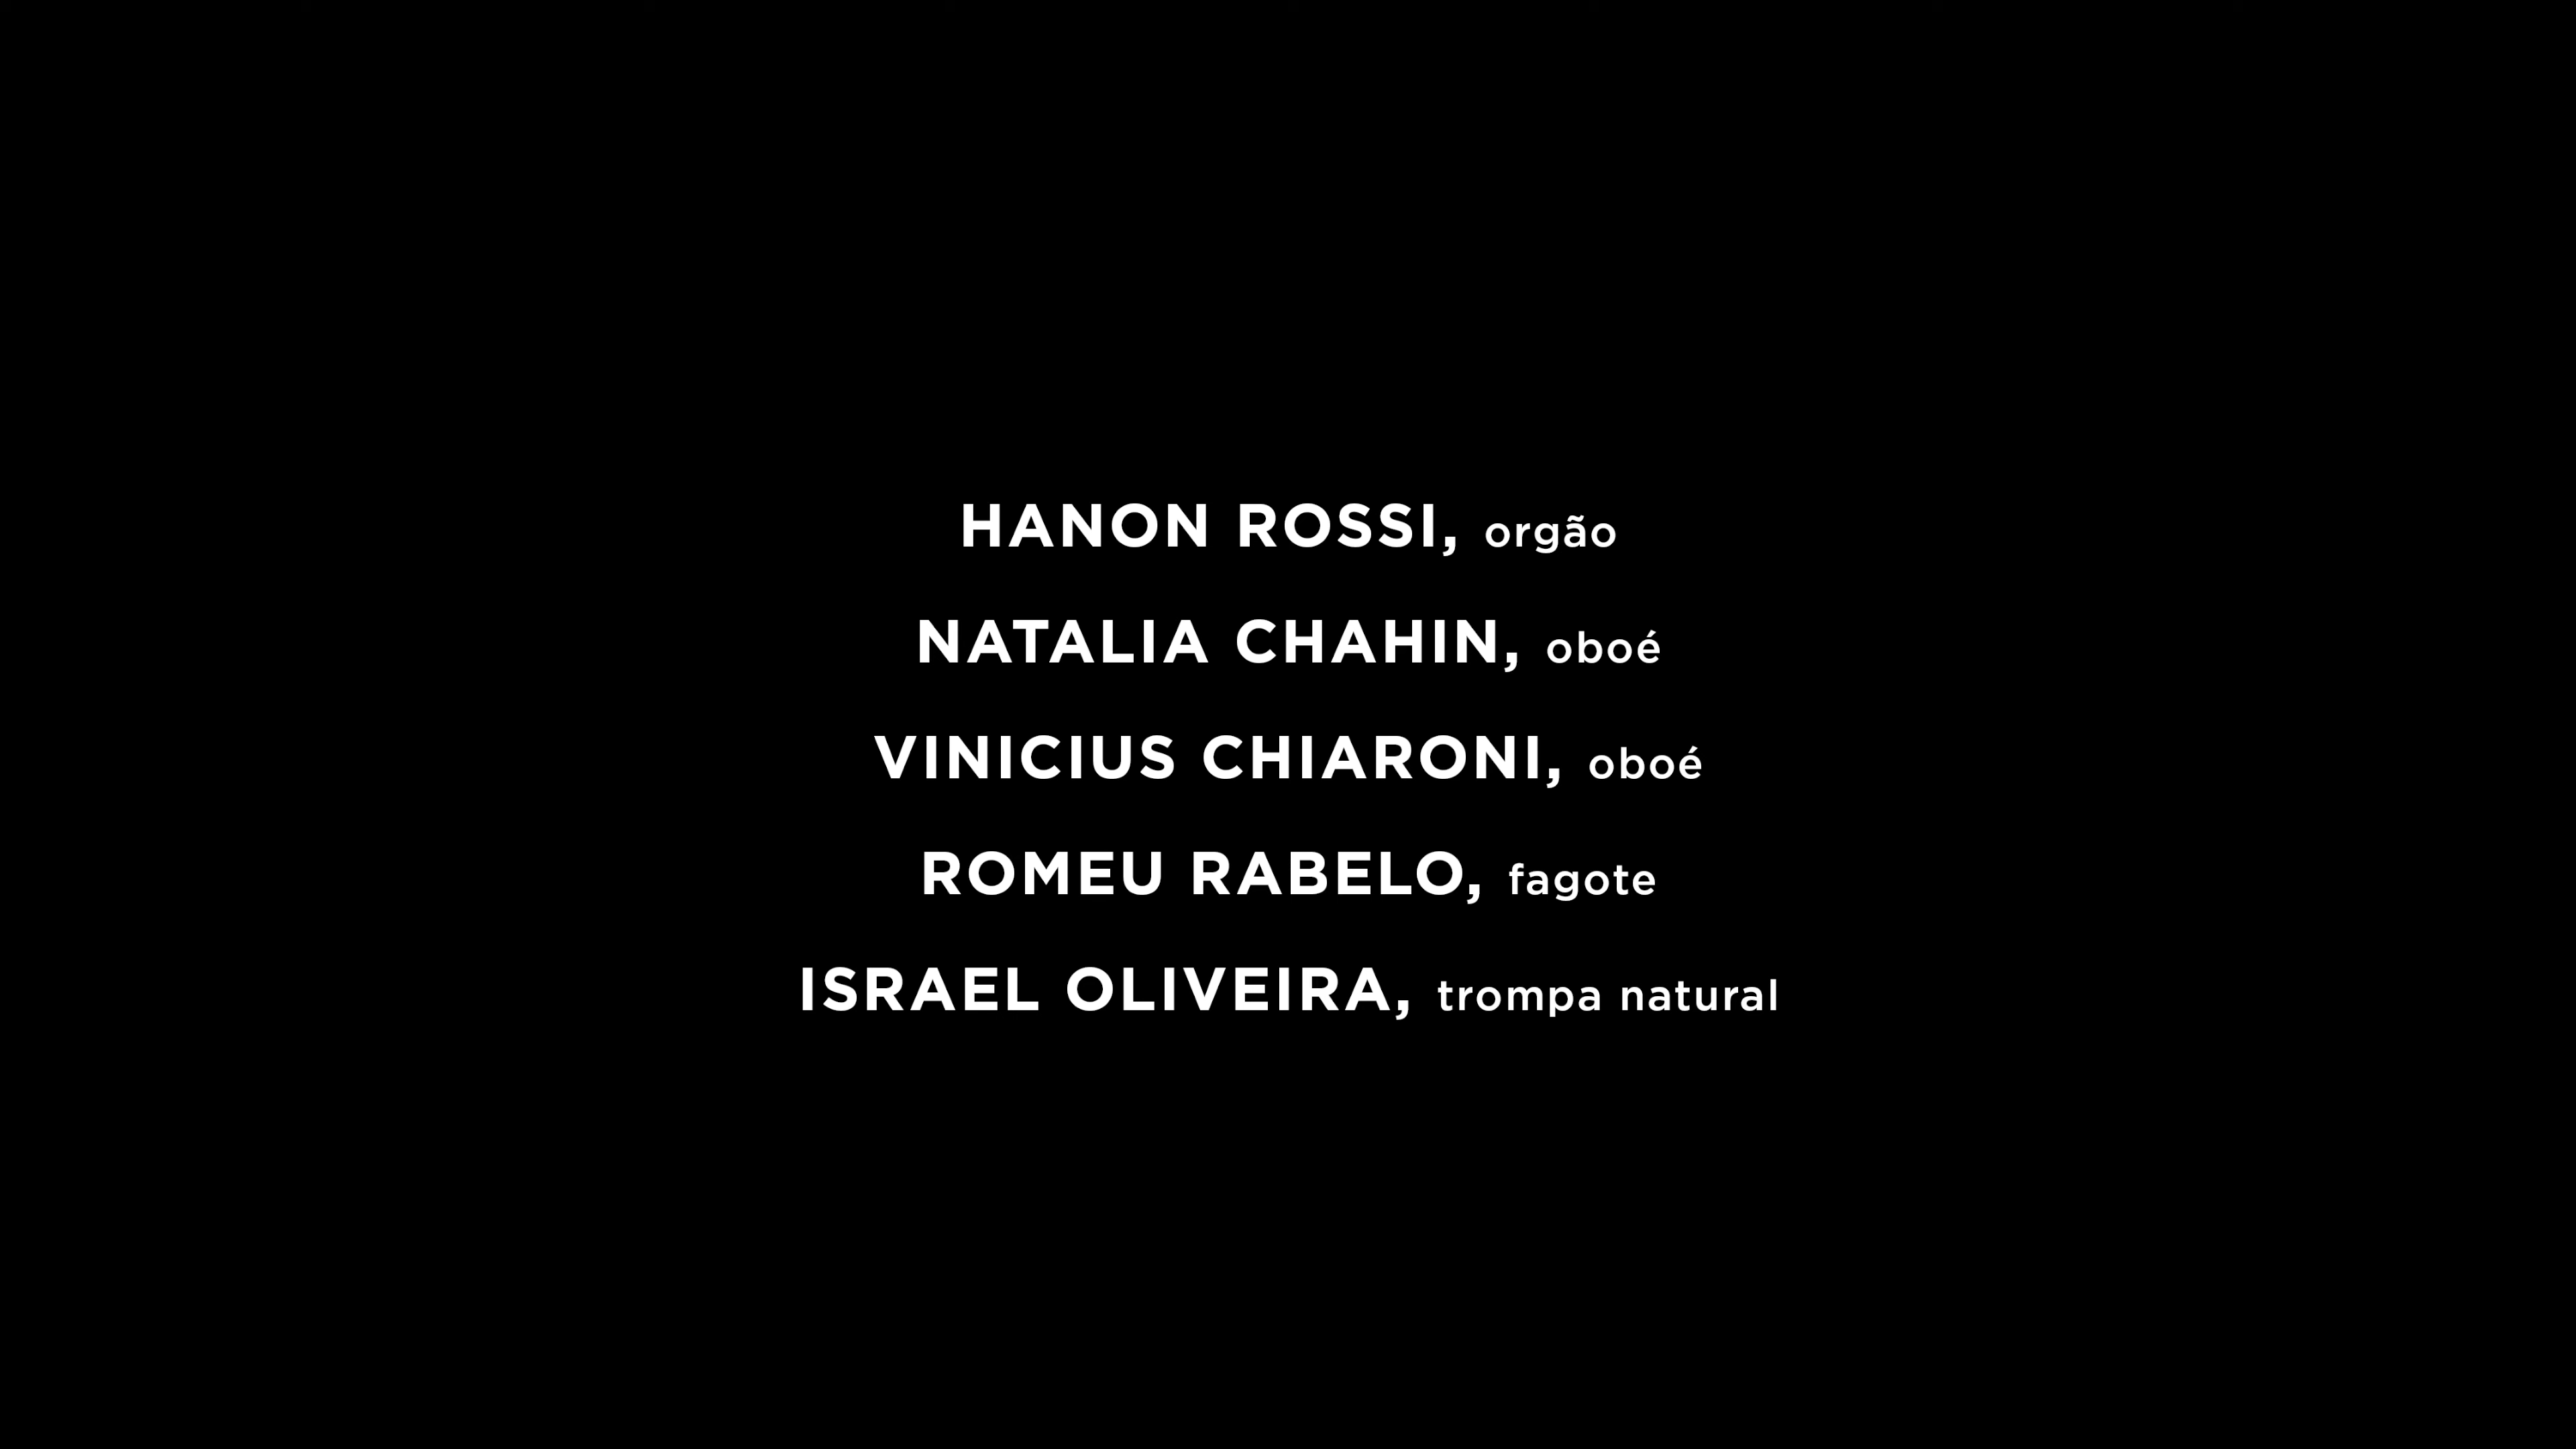 HANON ROSSI, orgão
NATALIA CHAHIN, oboé
VINICIUS CHIARONI, oboé
ROMEU RABELO, fagote
ISRAEL OLIVEIRA, trompa natural